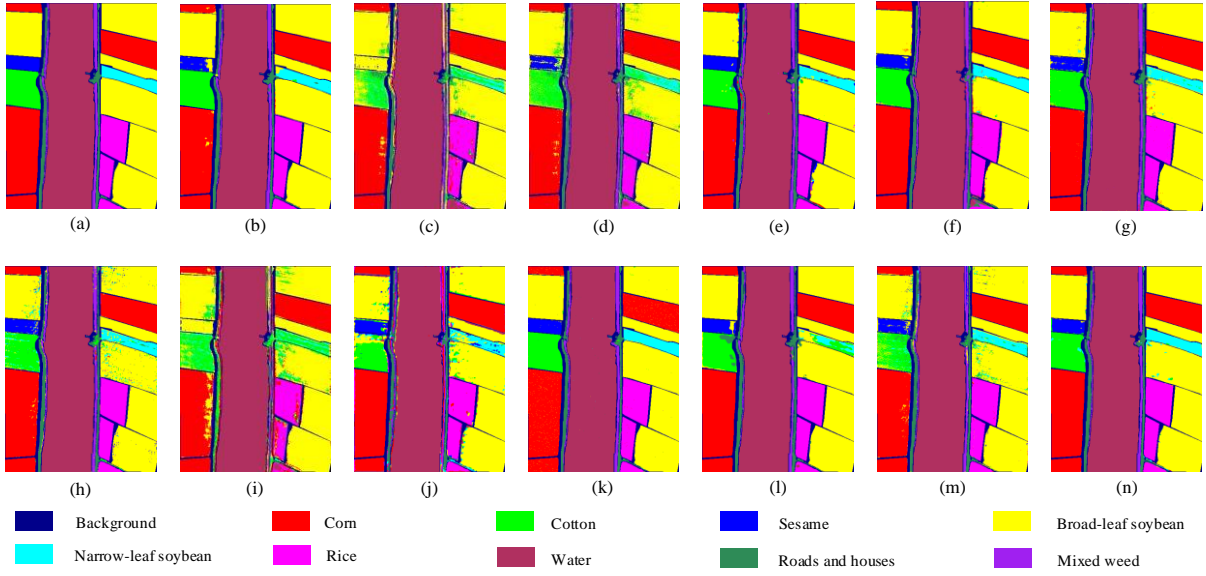 (a) (b) (c) (d) (e) (f) (g)
(h) (i) (j) (k) (l) (m) (n)
Background Corn Cotton Sesame Broad-leaf soybean
Narrow-leaf soybean Rice Water Roads and houses Mixed weed